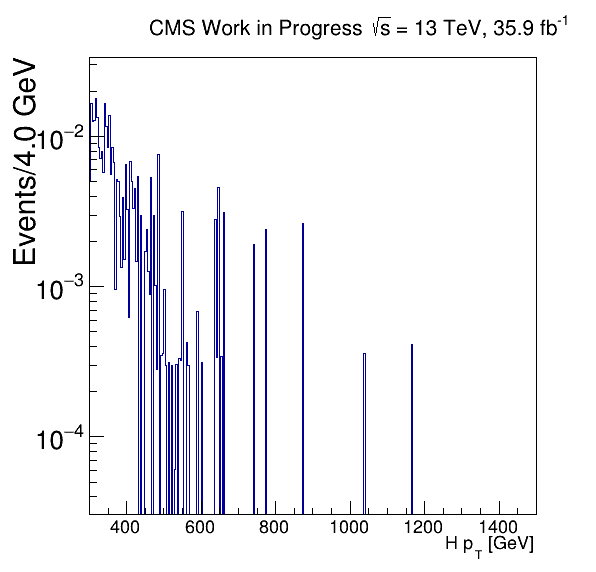 CMS Work in Progress √s = 13 TeV, 35.9 fb⁻¹
Events/4.0 GeV
10⁻²
10⁻³
10⁻⁴
400 600 800 1000 1200 1400
H p_T [GeV]